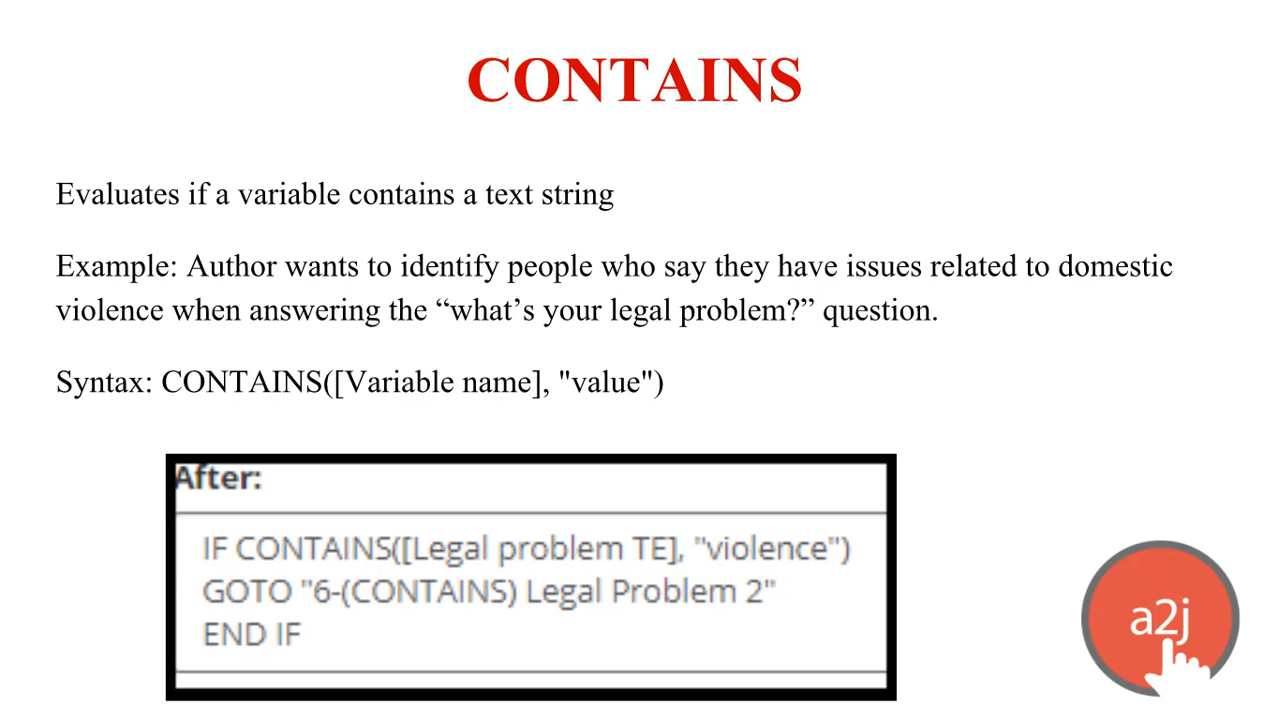 CONTAINS
Evaluates if a variable contains a text string
Example: Author wants to identify people who say they have issues related to domestic
violence when answering the “what’s your legal problem?” question.
Syntax: CONTAINS([Variable name], "value")
After:
IF CONTAINS([Legal problem TE], "violence")
GOTO "6-(CONTAINS) Legal Problem 2"
END IF
a2j